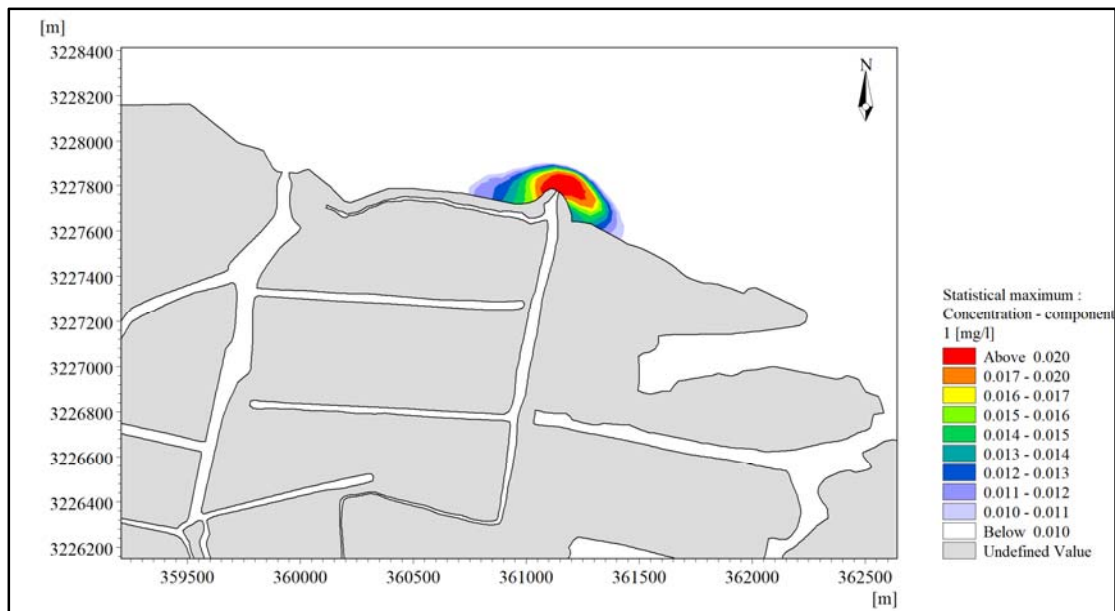 [m]
3228400
3228200
3228000
3227800
3227600
3227400
3227200
3227000
3226800
3226600
3226400
3226200
N
359500 360000 360500 361000 361500 362000 362500
[m]
Statistical maximum :
Concentration - component
1 [mg/l]
Above 0.020
0.017 - 0.020
0.016 - 0.017
0.015 - 0.016
0.014 - 0.015
0.013 - 0.014
0.012 - 0.013
0.011 - 0.012
0.010 - 0.011
Below 0.010
Undefined Value